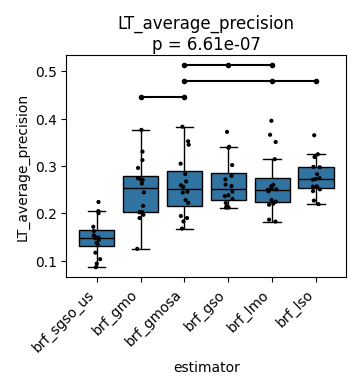 LT_average_precision
p = 6.61e-07
LT_average_precision
0.5
0.4
0.3
0.2
0.1
brf_sgso_us
brf_gmo
brf_gmosa
brf_gso
brf_lmo
brf_lso
estimator